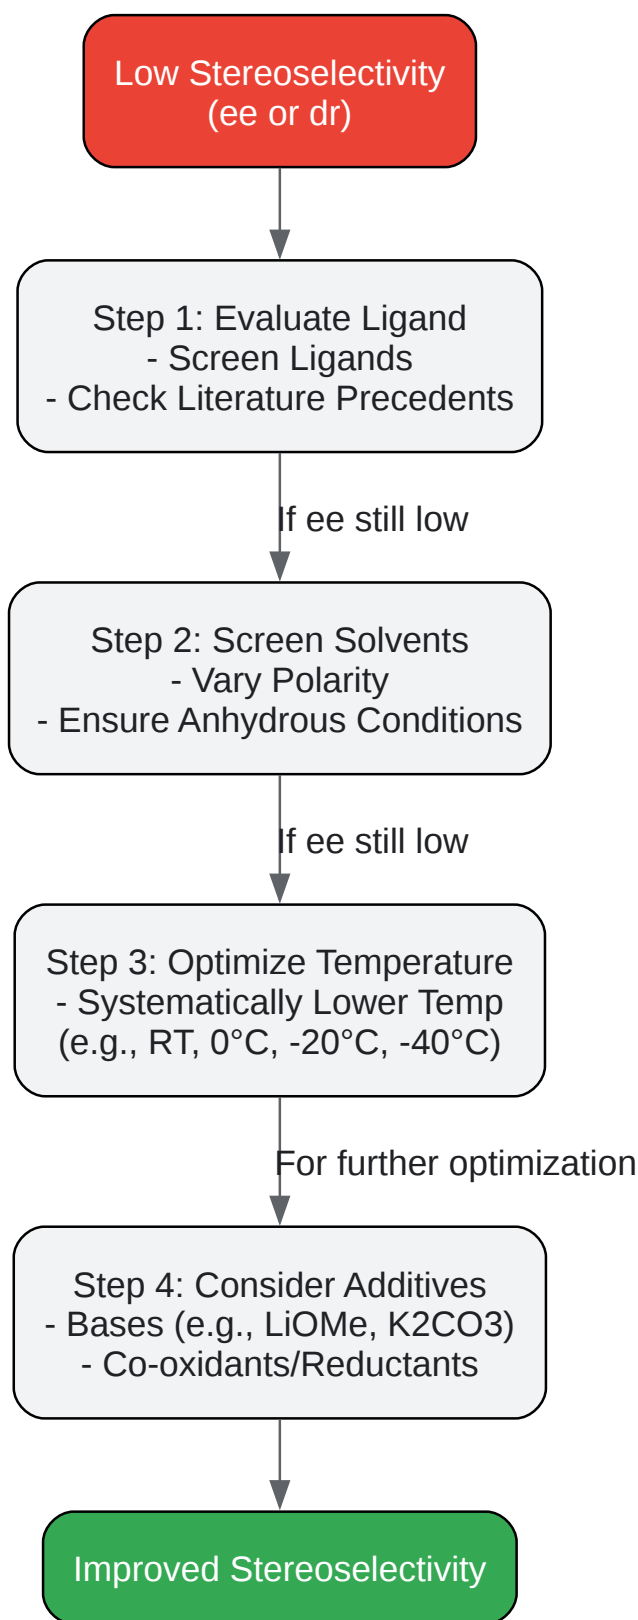 Low Stereoselectivity
(ee or dr)
Step 1: Evaluate Ligand
- Screen Ligands
- Check Literature Precedents
If ee still low
Step 2: Screen Solvents
- Vary Polarity
- Ensure Anhydrous Conditions
If ee still low
Step 3: Optimize Temperature
- Systematically Lower Temp
(e.g., RT, 0°C, -20°C, -40°C)
For further optimization
Step 4: Consider Additives
- Bases (e.g., LiOMe, K2CO3)
- Co-oxidants/Reductants
Improved Stereoselectivity